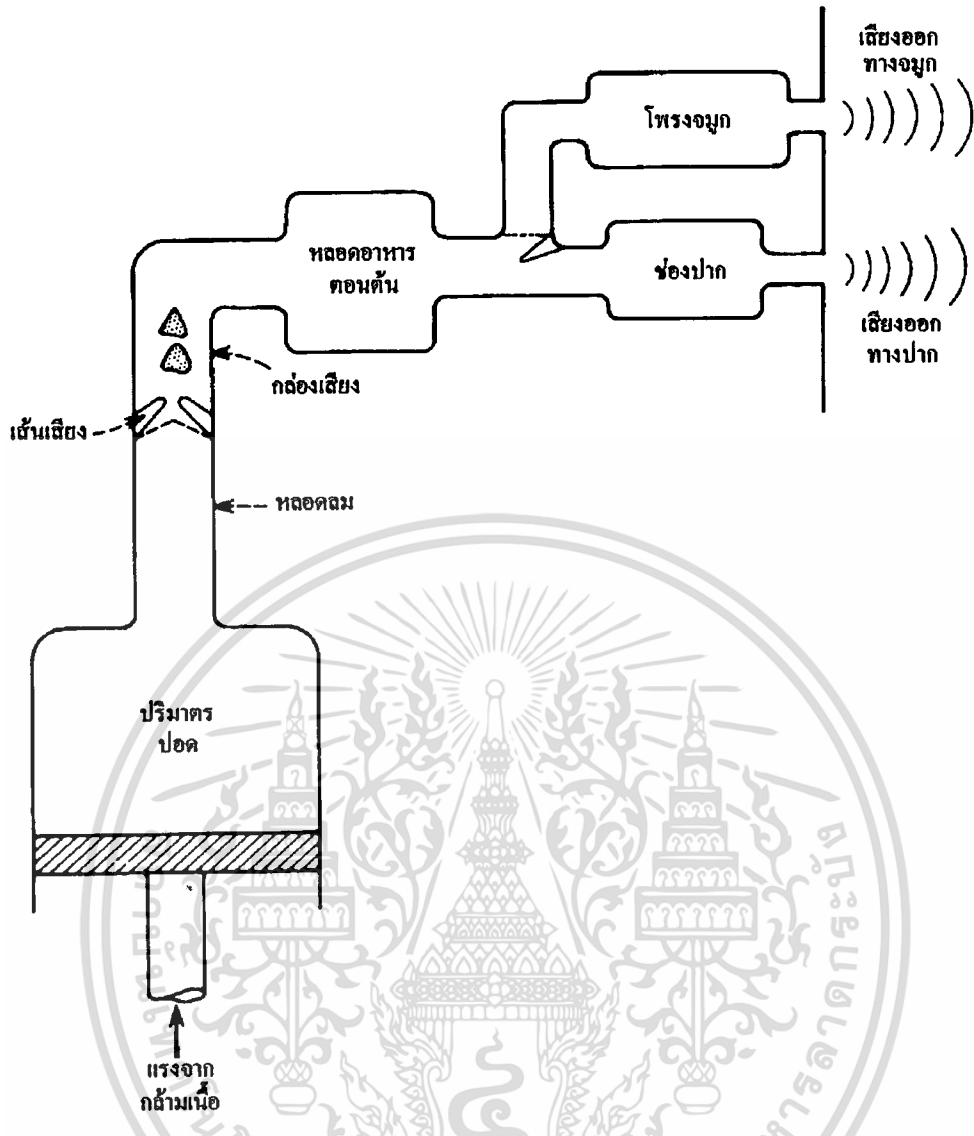 เสียงออก
ทางจมูก
โพรงจมูก
หลอดอาหาร
ตอนต้น
ช่องปาก
เสียงออก
ทางปาก
กล่องเสียง
เส้นเสียง
หลอดลม
ปริมาตร
ปอด
แรงจาก
กล้ามเนื้อ